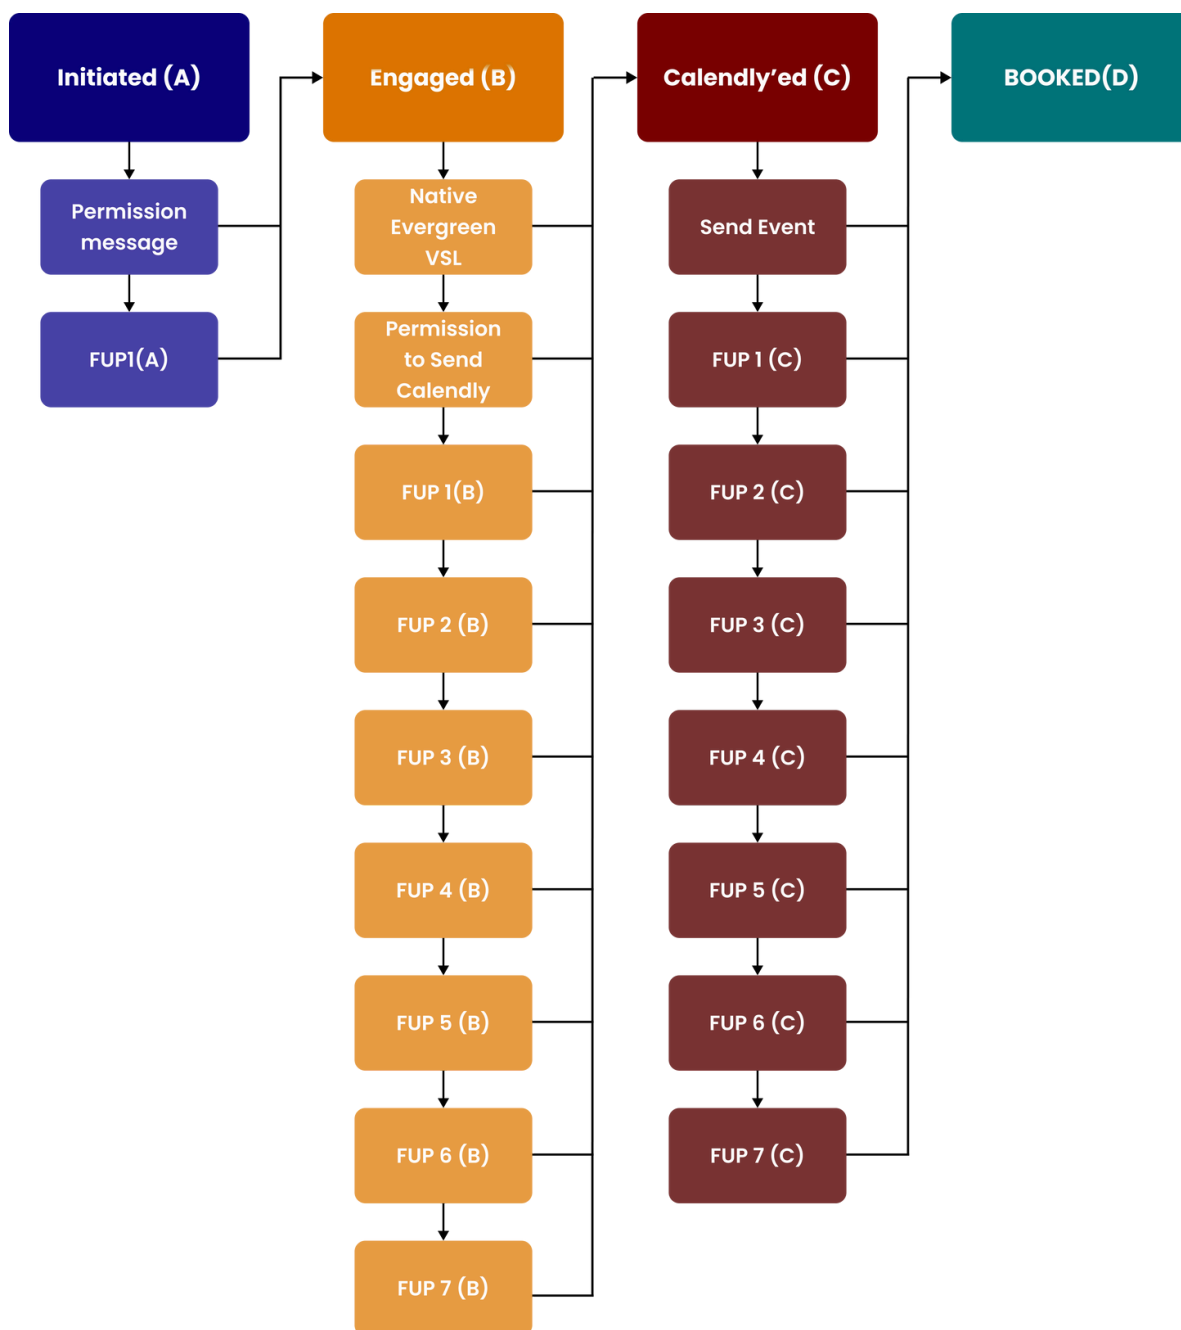 Initiated (A)
Permission
message
FUP1(A)
Engaged (B)
Native
Evergreen
VSL
Permission
to Send
Calendly
FUP 1(B)
FUP 2 (B)
FUP 3 (B)
FUP 4 (B)
FUP 5 (B)
FUP 6 (B)
FUP 7 (B)
Calendly’ed (C)
Send Event
FUP 1 (C)
FUP 2 (C)
FUP 3 (C)
FUP 4 (C)
FUP 5 (C)
FUP 6 (C)
FUP 7 (C)
BOOKED(D)